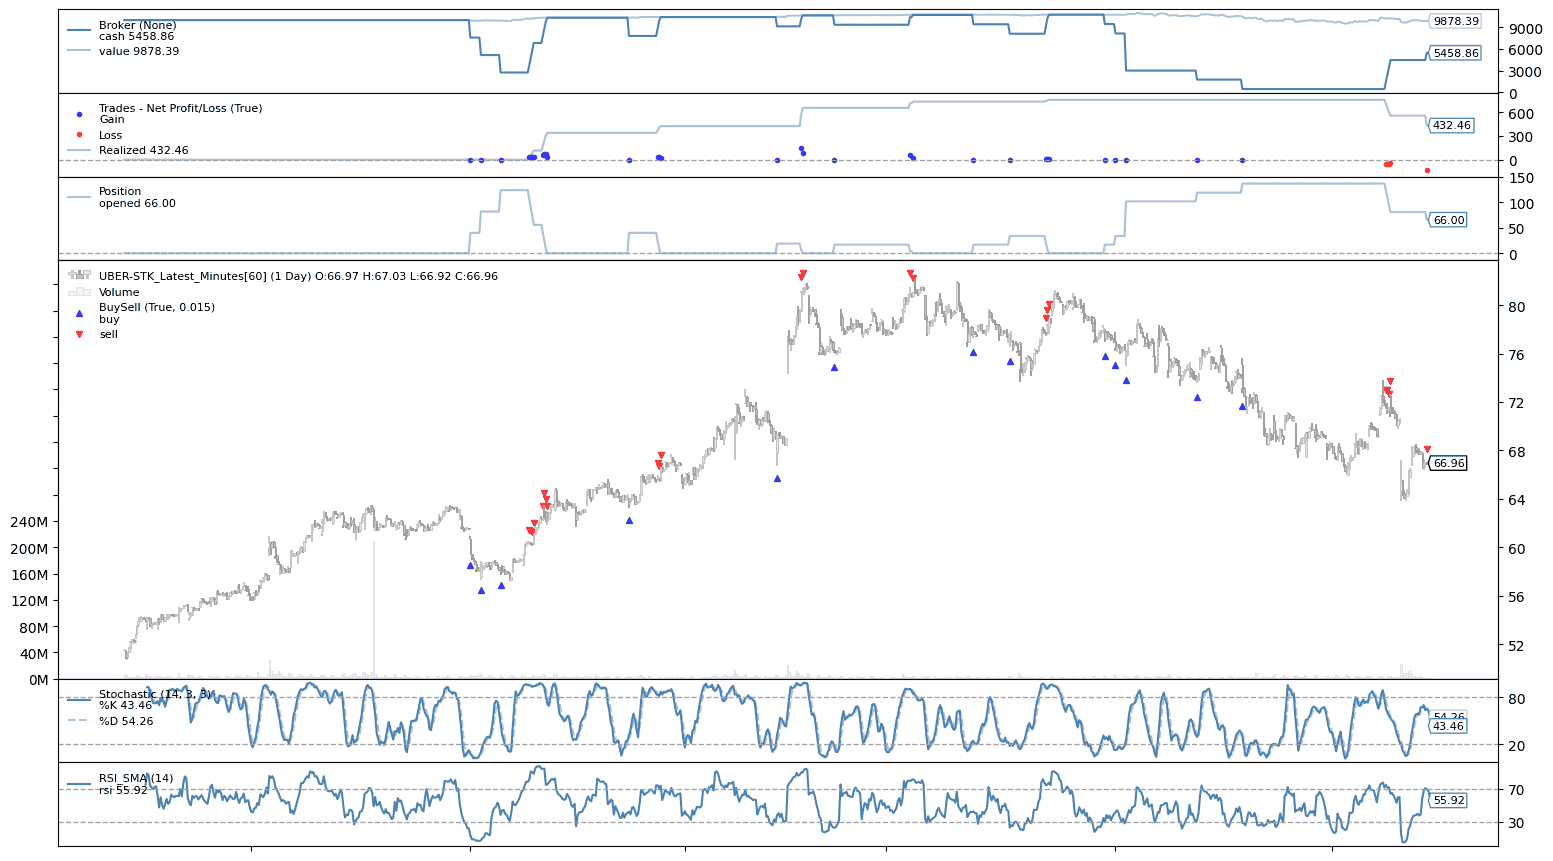 Broker (None)
cash 5458.86
value 9878.39
9878.39
5458.86
9000
6000
3000
0
Trades - Net Profit/Loss (True)
Gain
Loss
Realized 432.46
432.46
600
300
0
Position
opened 66.00
66.00
150
100
50
0
UBER-STK_Latest_Minutes[60] (1 Day) O:66.97 H:67.03 L:66.92 C:66.96
Volume
BuySell (True, 0.015)
buy
sell
80
76
72
68
66.96
64
60
56
52
240M
200M
160M
120M
80M
40M
0M
Stochastic (14, 3, 3)
%K 43.46
%D 54.26
80
54.26
43.46
20
RSI_SMA (14)
rsi 55.92
70
55.92
30